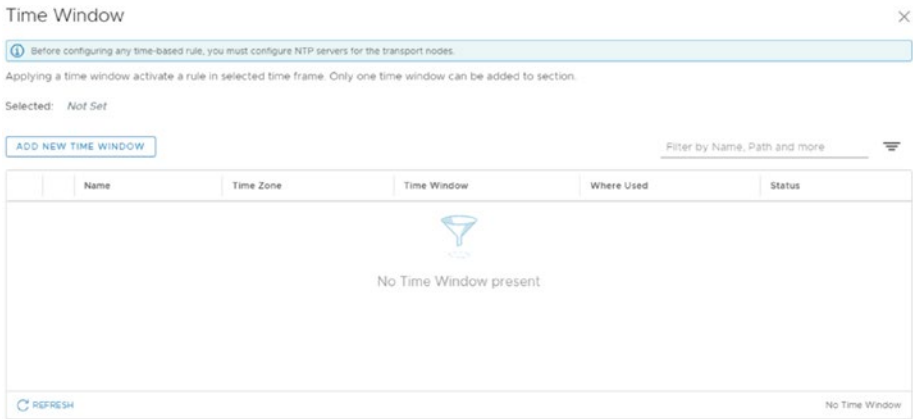 Time Window
Before configuring any time-based rule, you must configure NTP servers for the transport nodes.
Applying a time window activate a rule in selected time frame. Only one time window can be added to section.
Selected: Not Set
ADD NEW TIME WINDOW Filter by Name, Path and more
Name Time Zone Time Window Where Used Status
No Time Window present
REFRESH No Time Window